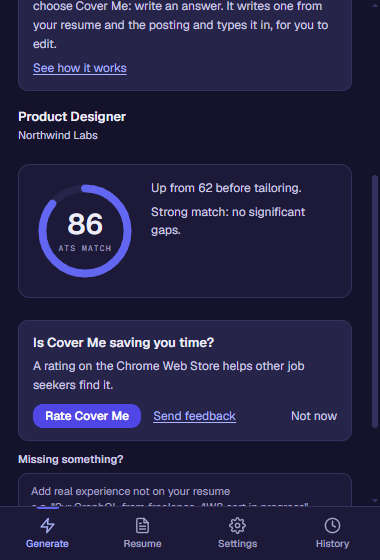 choose Cover Me: write an answer. It writes one from
your resume and the posting and types it in, for you to
edit.
See how it works
Product Designer
Northwind Labs
86
ATS MATCH
Up from 62 before tailoring.
Strong match: no significant
gaps.
Is Cover Me saving you time?
A rating on the Chrome Web Store helps other job
seekers find it.
Rate Cover Me
Send feedback
Not now
Missing something?
Add real experience not on your resume
Generate
Resume
Settings
History